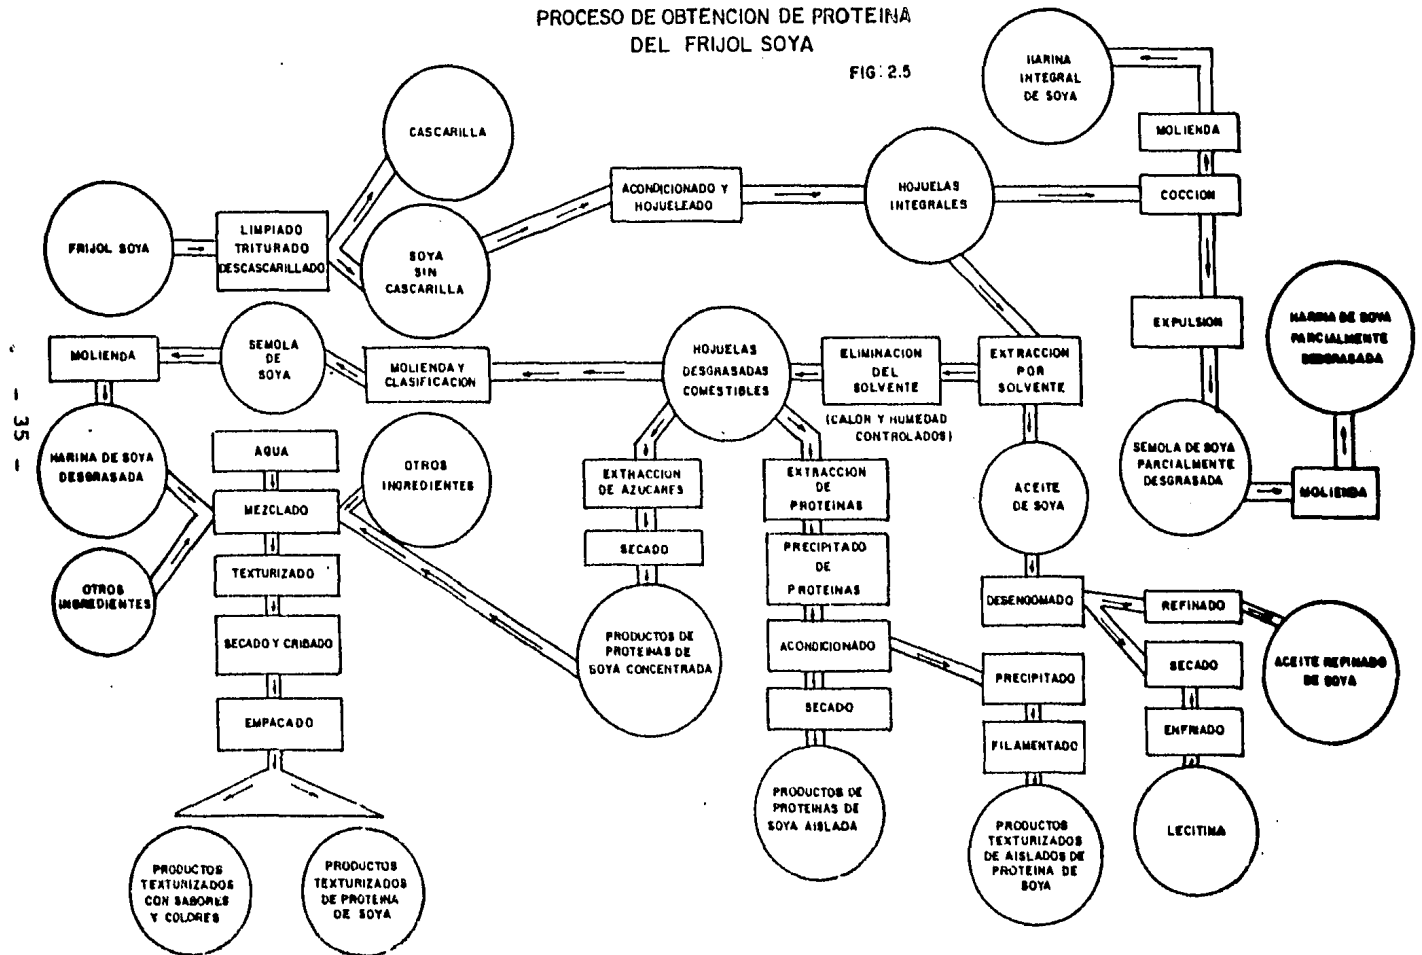 PROCESO DE OBTENCION DE PROTEINA
DEL FRIJOL SOYA
FIG: 2.5
HARINA
INTEGRAL
DE SOYA
MOLIENDA
CASCARILLA
ACONDICIONADO Y
HOJUELEADO
HOJUELAS
INTEGRALES
COCCION
FRIJOL SOYA
LIMPIADO
TRITURADO
DESCASCARILLADO
SOYA
SIN
CASCARILLA
EXPULSION
HARINA DE SOYA
PARCIALMENTE
DESGRASADA
MOLIENDA
SEMOLA
DE
SOYA
MOLIENDA Y
CLASIFICACION
HOJUELAS
DESGRASADAS
COMESTIBLES
ELIMINACION
DEL
SOLVENTE
(CALOR Y HUMEDAD
CONTROLADOS)
EXTRACCION
POR
SOLVENTE
SEMOLA DE SOYA
PARCIALMENTE
DESGRASADA
MOLIENDA
- 35 -
HARINA DE SOYA
DESGRASADA
AGUA
OTROS
INGREDIENTES
EXTRACCION
DE AZUCARES
EXTRACCION
DE
PROTEINAS
ACEITE
DE SOYA
MEZCLADO
SECADO
PRECIPITADO
DE
PROTEINAS
OTROS
INGREDIENTES
TEXTURIZADO
DESENGOMADO
REFINADO
SECADO Y CRIBADO
PRODUCTOS DE
PROTEINAS DE
SOYA CONCENTRADA
ACONDICIONADO
PRECIPITADO
SECADO
ACEITE REFINADO
DE SOYA
EMPACADO
SECADO
FILAMENTADO
ENFRIADO
PRODUCTOS DE
PROTEINAS DE
SOYA AISLADA
PRODUCTOS
TEXTURIZADOS
DE AISLADOS DE
PROTEINA DE
SOYA
LECITINA
PRODUCTOS
TEXTURIZADOS
CON SABORES
Y COLORES
PRODUCTOS
TEXTURIZADOS
DE PROTEINA
DE SOYA